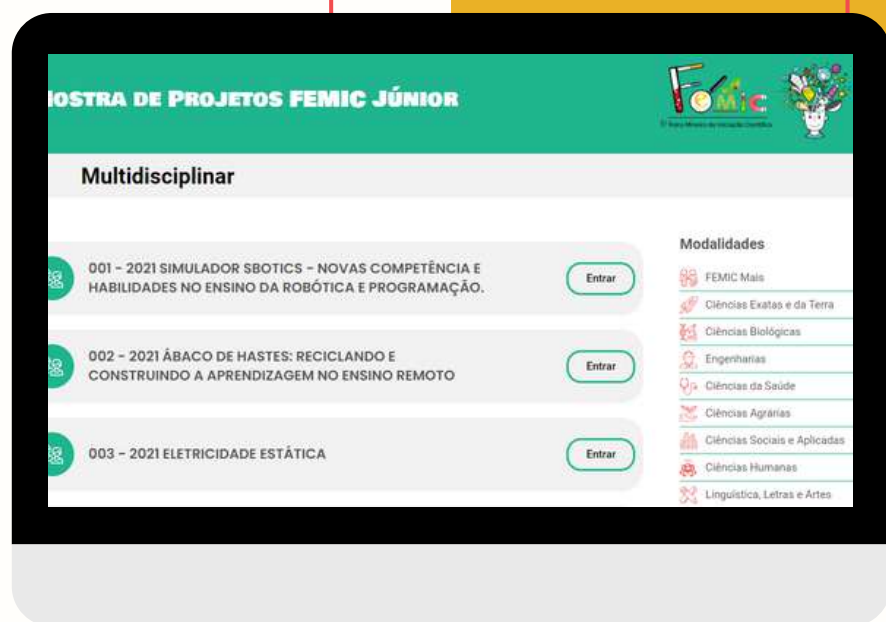 OSTRA DE PROJETOS FEMIC JÚNIOR
FEMiC
Multidisciplinar
001 - 2021 SIMULADOR SBOTICS - NOVAS COMPETÊNCIA E
HABILIDADES NO ENSINO DA ROBÓTICA E PROGRAMAÇÃO.
Entrar
002 - 2021 ÁBACO DE HASTES: RECICLANDO E
CONSTRUINDO A APRENDIZAGEM NO ENSINO REMOTO
Entrar
003 - 2021 ELETRICIDADE ESTÁTICA
Entrar
Modalidades
FEMIC Mais
Ciências Exatas e da Terra
Ciências Biológicas
Engenharias
Ciências da Saúde
Ciências Agrárias
Ciências Sociais e Aplicadas
Ciências Humanas
Linguística, Letras e Artes